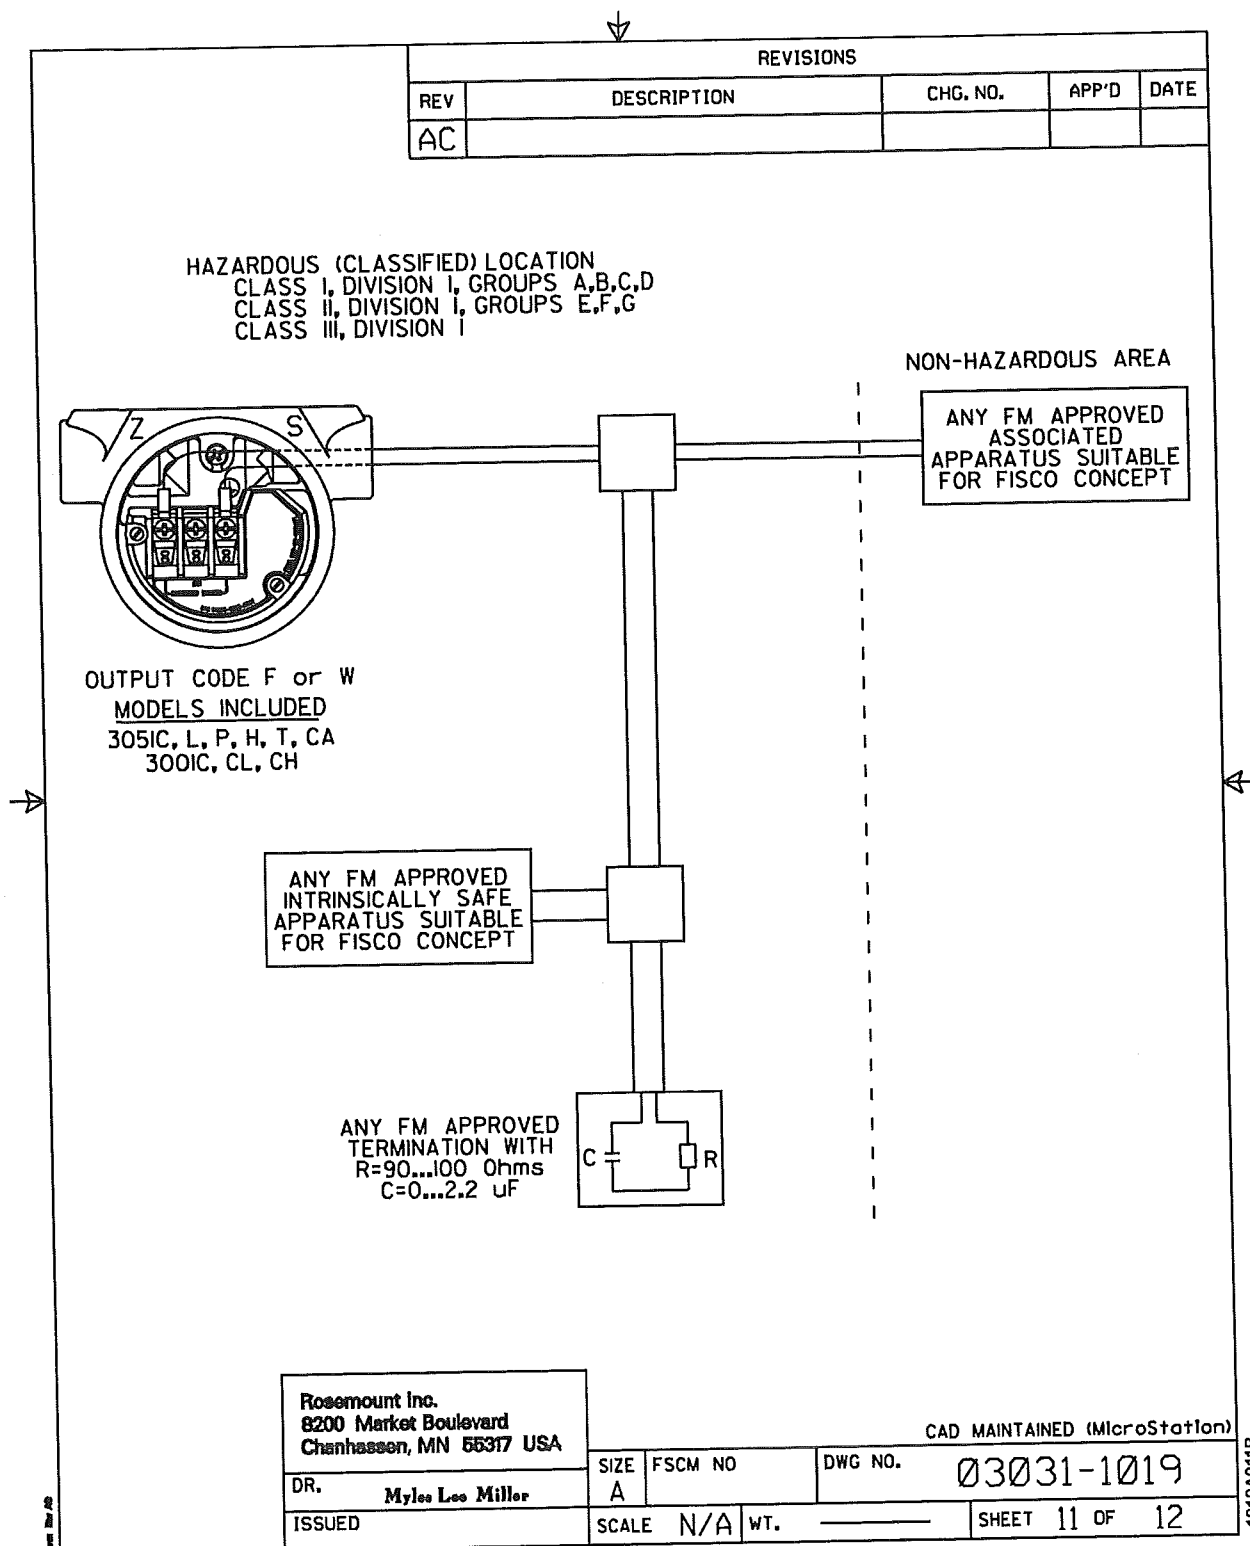 REVISIONS
REV DESCRIPTION CHG. NO. APP'D DATE
AC
HAZARDOUS (CLASSIFIED) LOCATION
CLASS I, DIVISION I, GROUPS A,B,C,D
CLASS II, DIVISION I, GROUPS E,F,G
CLASS III, DIVISION I
NON-HAZARDOUS AREA
ANY FM APPROVED
ASSOCIATED
APPARATUS SUITABLE
FOR FISCO CONCEPT
Z S
8 8 8
OUTPUT CODE F or W
MODELS INCLUDED
3051C, L, P, H, T, CA
3001C, CL, CH
ANY FM APPROVED
INTRINSICALLY SAFE
APPARATUS SUITABLE
FOR FISCO CONCEPT
ANY FM APPROVED
TERMINATION WITH
R=90...100 Ohms
C=0...2.2 uF
C R
Rosemount Inc.
8200 Market Boulevard
Chanhassen, MN 55317 USA
CAD MAINTAINED (MicroStation)
DR. Myles Lee Miller
SIZE A FSCM NO DWG NO. 03031-1019
ISSUED
SCALE N/A WT. SHEET 11 OF 12